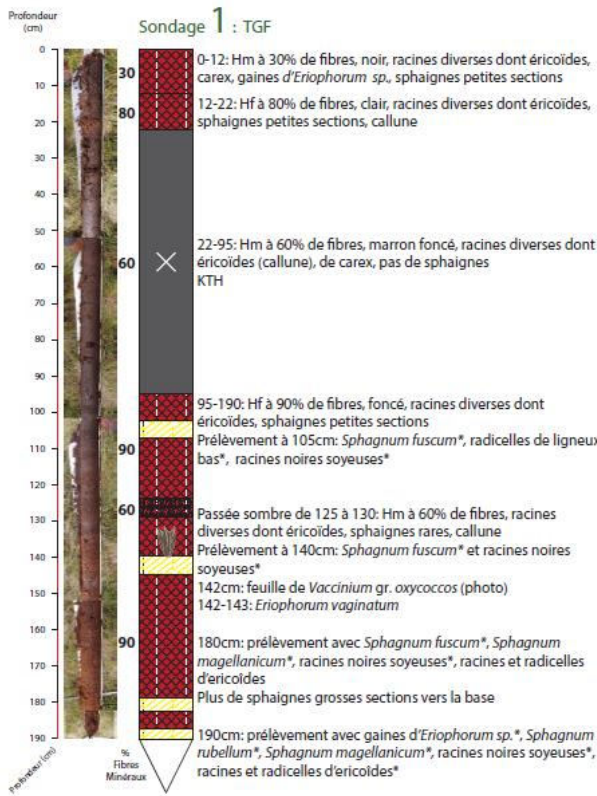 Profondeur
(cm)
Sondage 1 : TGF
0
10
20
30
40
50
60
70
80
90
100
110
120
130
140
150
160
170
180
190
Profondeur (cm)
30
80
60
90
60
90
%
Fibres
Minéraux
0-12: Hm à 30% de fibres, noir, racines diverses dont éricoïdes,
carex, gaines d'Eriophorum sp., sphaignes petites sections
12-22: Hf à 80% de fibres, clair, racines diverses dont éricoïdes,
sphaignes petites sections, callune
22-95: Hm à 60% de fibres, marron foncé, racines diverses dont
éricoïdes (callune), de carex, pas de sphaignes
KTH
95-190: Hf à 90% de fibres, foncé, racines diverses dont
éricoïdes, sphaignes petites sections
Prélèvement à 105cm: Sphagnum fuscum*, radicelles de ligneux
bas*, racines noires soyeuses*
Passée sombre de 125 à 130: Hm à 60% de fibres, racines
diverses dont éricoïdes, sphaignes rares, callune
Prélèvement à 140cm: Sphagnum fuscum* et racines noires
soyeuses*
142cm: feuille de Vaccinium gr. oxycoccos (photo)
142-143: Eriophorum vaginatum
180cm: prélèvement avec Sphagnum fuscum*, Sphagnum
magellanicum*, racines noires soyeuses*, racines et radicelles
d'ericoïdes
Plus de sphaignes grosses sections vers la base
190cm: prélèvement avec gaines d'Eriophorum sp.*, Sphagnum
rubellum*, Sphagnum magellanicum*, racines noires soyeuses*,
racines et radicelles d'ericoïdes*